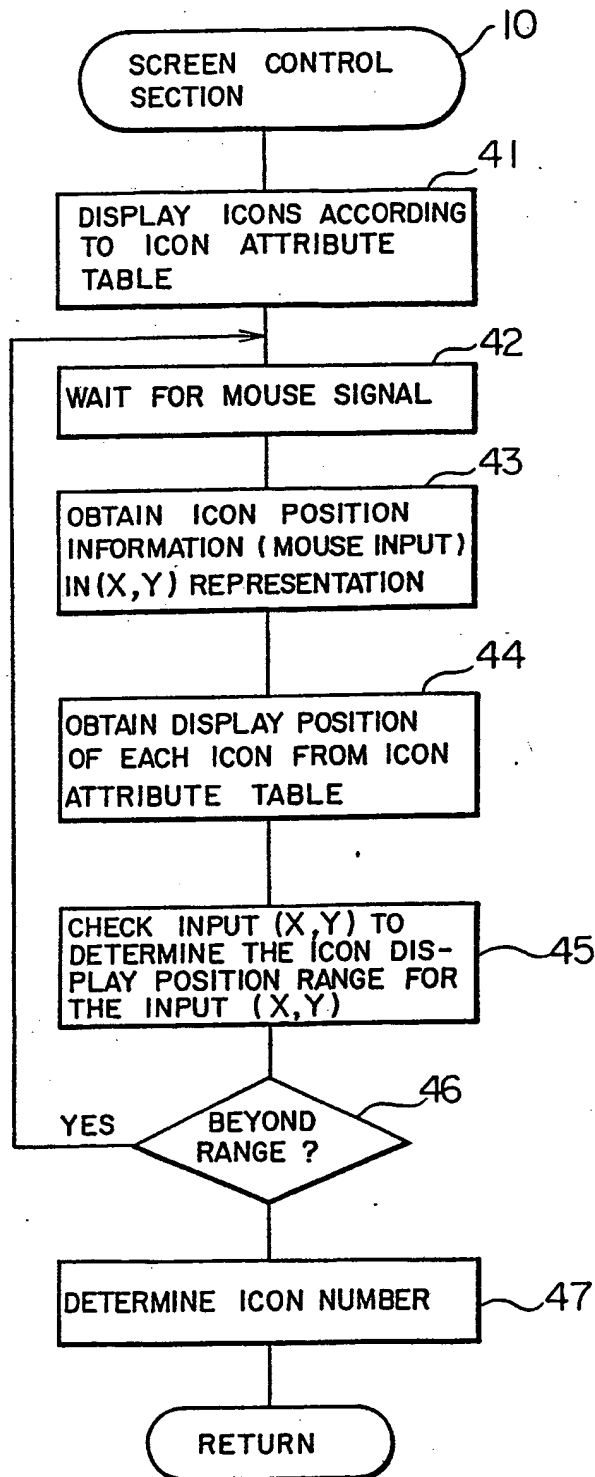 10
SCREEN CONTROL
SECTION
41
DISPLAY ICONS ACCORDING
TO ICON ATTRIBUTE
TABLE
42
WAIT FOR MOUSE SIGNAL
43
OBTAIN ICON POSITION
INFORMATION (MOUSE INPUT)
IN (X,Y) REPRESENTATION
44
OBTAIN DISPLAY POSITION
OF EACH ICON FROM ICON
ATTRIBUTE TABLE
CHECK INPUT (X,Y) TO
DETERMINE THE ICON DIS-
PLAY POSITION RANGE FOR
THE INPUT (X,Y)
45
46
YES
BEYOND
RANGE ?
DETERMINE ICON NUMBER
47
RETURN